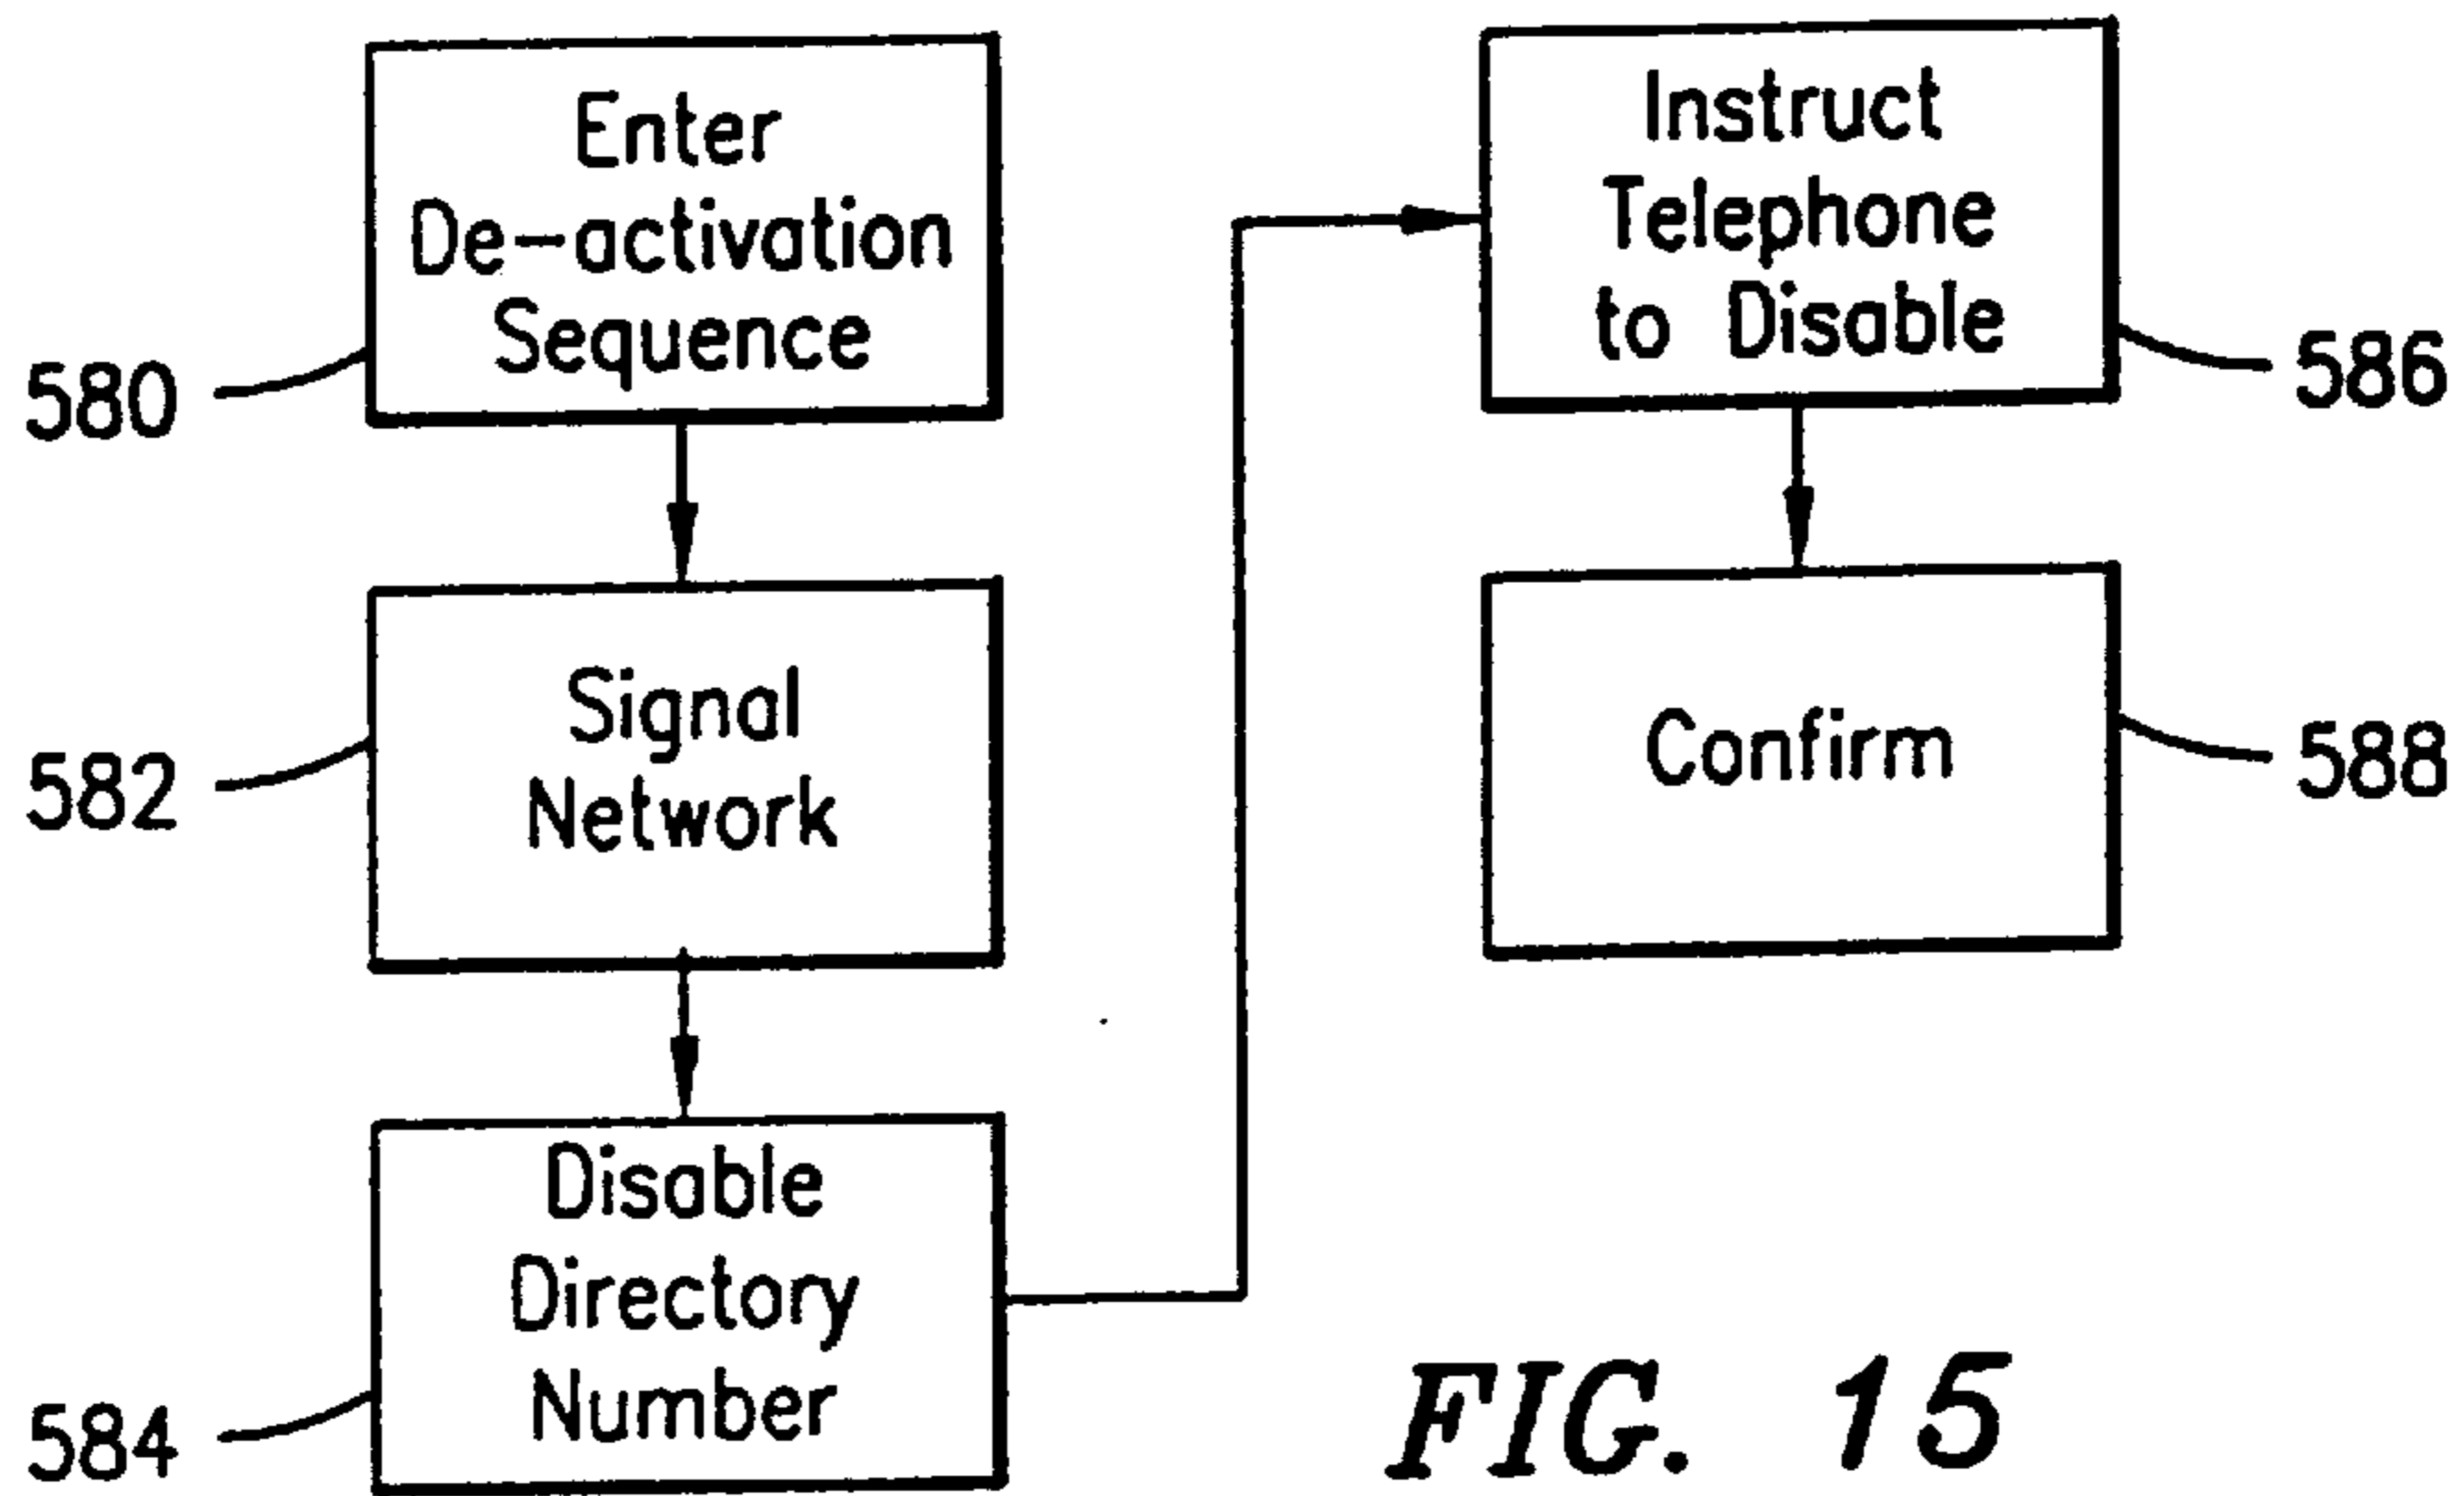 Enter
De-activation
Sequence
580
Signal
Network
582
Disable
Directory
Number
584
Instruct
Telephone
to Disable
586
Confirm
588
FIG. 15